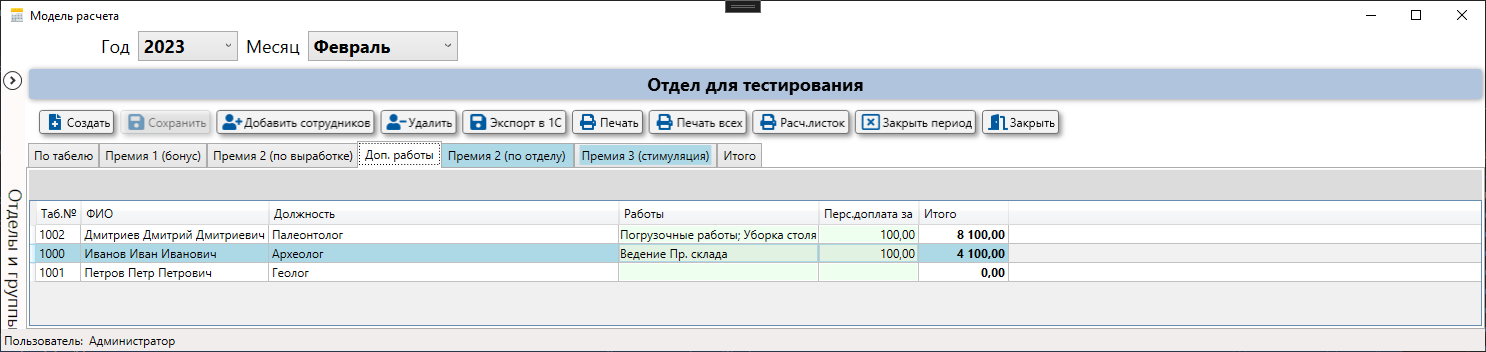 Модель расчета
Год 2023 Месяц Февраль
Отдел для тестирования
Создать Сохранить Добавить сотрудников Удалить Экспорт в 1С Печать Печать всех Расч.листок Закрыть период Закрыть
По табелю Премия 1 (бонус) Премия 2 (по выработке) Доп. работы Премия 2 (по отделу) Премия 3 (стимуляция) Итого
Отделы и группы
Таб.№ ФИО Должность Работы Перс.доплата за Итого
1002 Дмитриев Дмитрий Дмитриевич Палеонтолог Погрузочные работы; Уборка столя 100,00 8 100,00
1000 Иванов Иван Иванович Археолог Ведение Пр. склада 100,00 4 100,00
1001 Петров Петр Петрович Геолог 0,00
Пользователь: Администратор